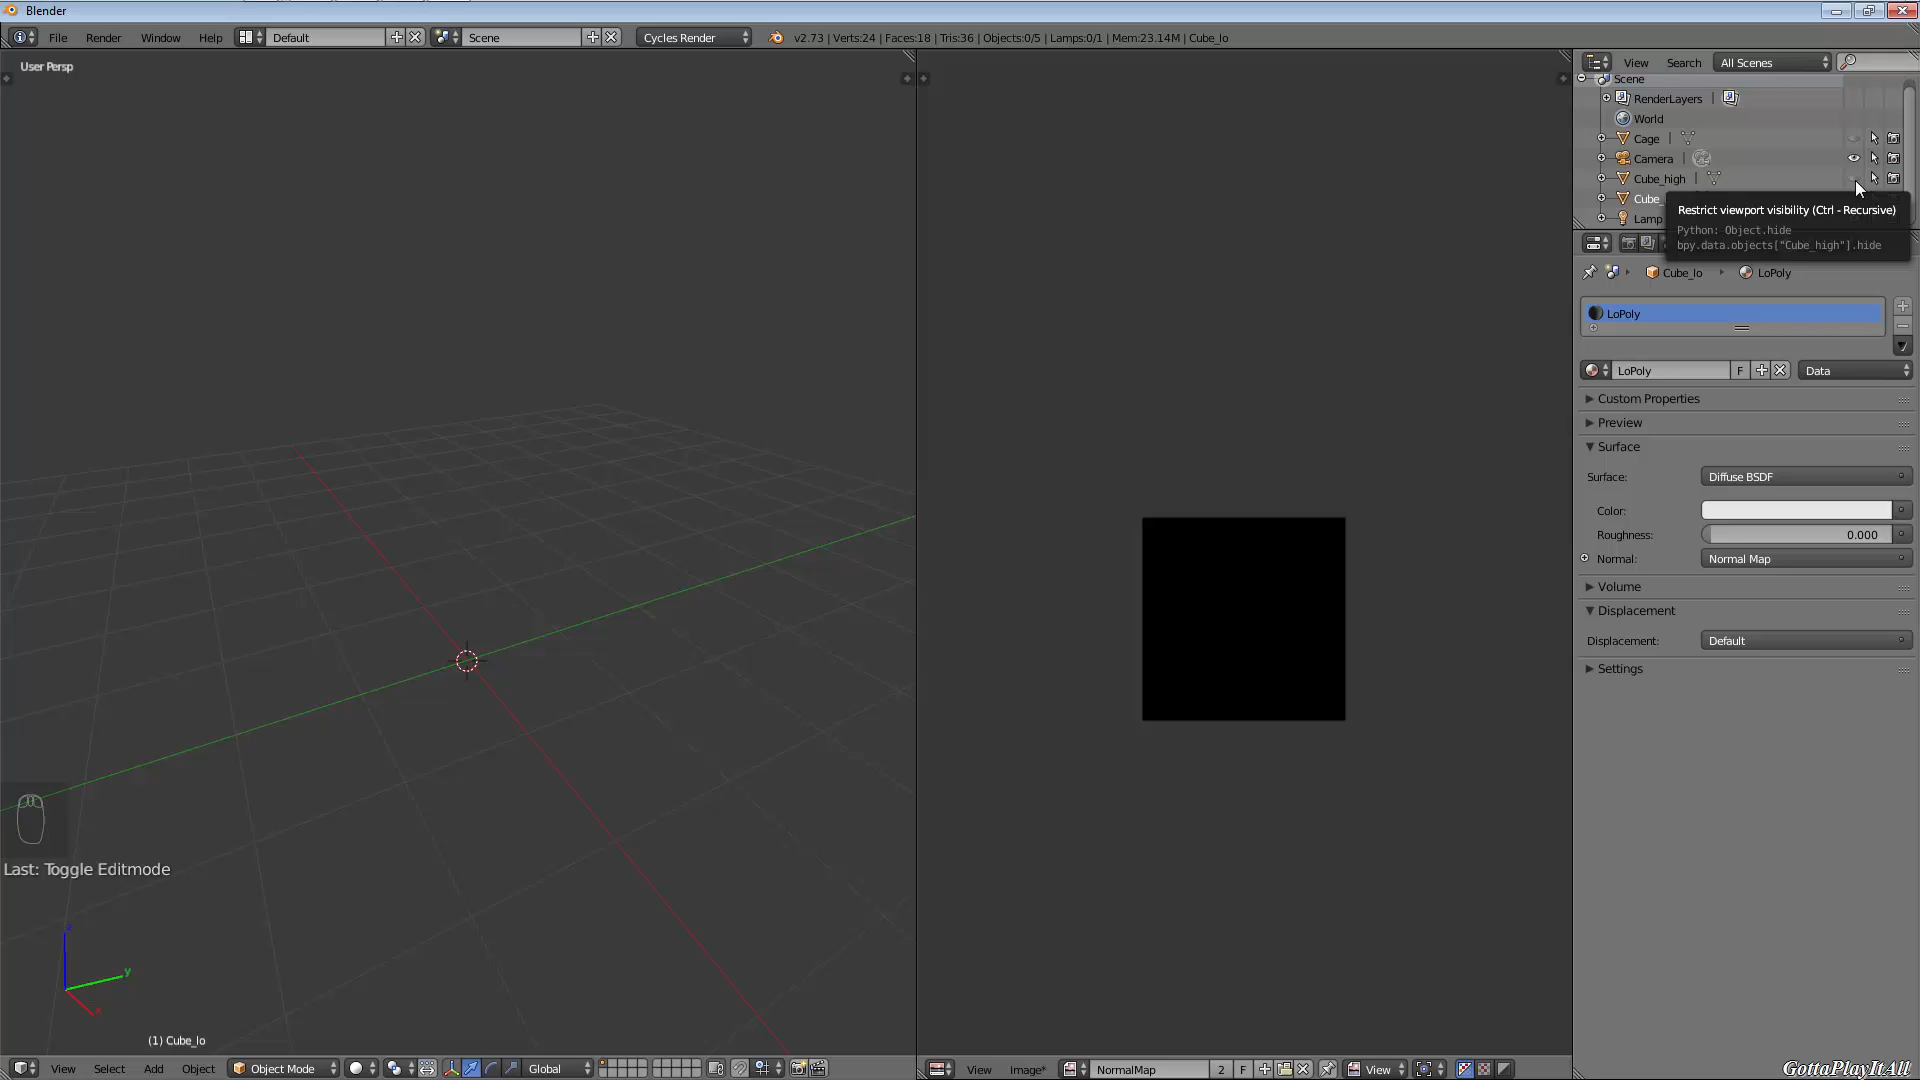 Blender
File Render Window Help Default Scene Cycles Render v2.73 | Verts:24 | Faces:18 | Tris:36 | Objects:0/5 | Lamps:0/1 | Mem:23.14M | Cube_lo
User Persp
View Search All Scenes
Scene
RenderLayers |
World
Cage |
Camera |
Cube_high |
Cube_
Lamp
Restrict viewport visibility (Ctrl - Recursive)
Python: Object.hide
bpy.data.objects["Cube_high"].hide
Cube_lo LoPoly
LoPoly
LoPoly F Data
Custom Properties
Preview
Surface
Surface: Diffuse BSDF
Color:
Roughness: 0.000
Normal: Normal Map
Volume
Displacement
Displacement: Default
Settings
Last: Toggle Editmode
z
y
x
(1) Cube_lo
View Select Add Object Object Mode Global
View Image* NormalMap 2 F View
GottaPlayItAll